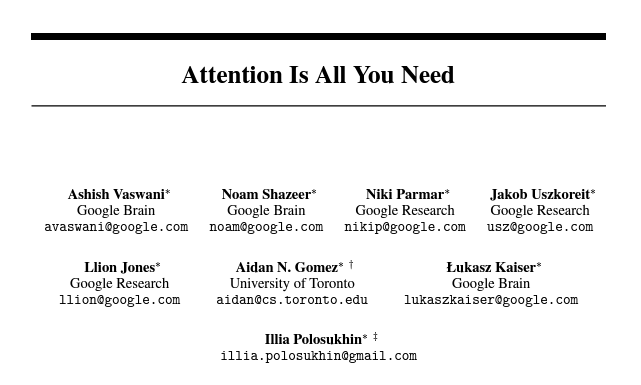 Attention Is All You Need
Ashish Vaswani* Noam Shazeer* Niki Parmar* Jakob Uszkoreit*
Google Brain Google Brain Google Research Google Research
avaswani@google.com noam@google.com nikip@google.com usz@google.com
Llion Jones* Aidan N. Gomez* † Łukasz Kaiser*
Google Research University of Toronto Google Brain
llion@google.com aidan@cs.toronto.edu lukaszkaiser@google.com
Illia Polosukhin* ‡
illia.polosukhin@gmail.com